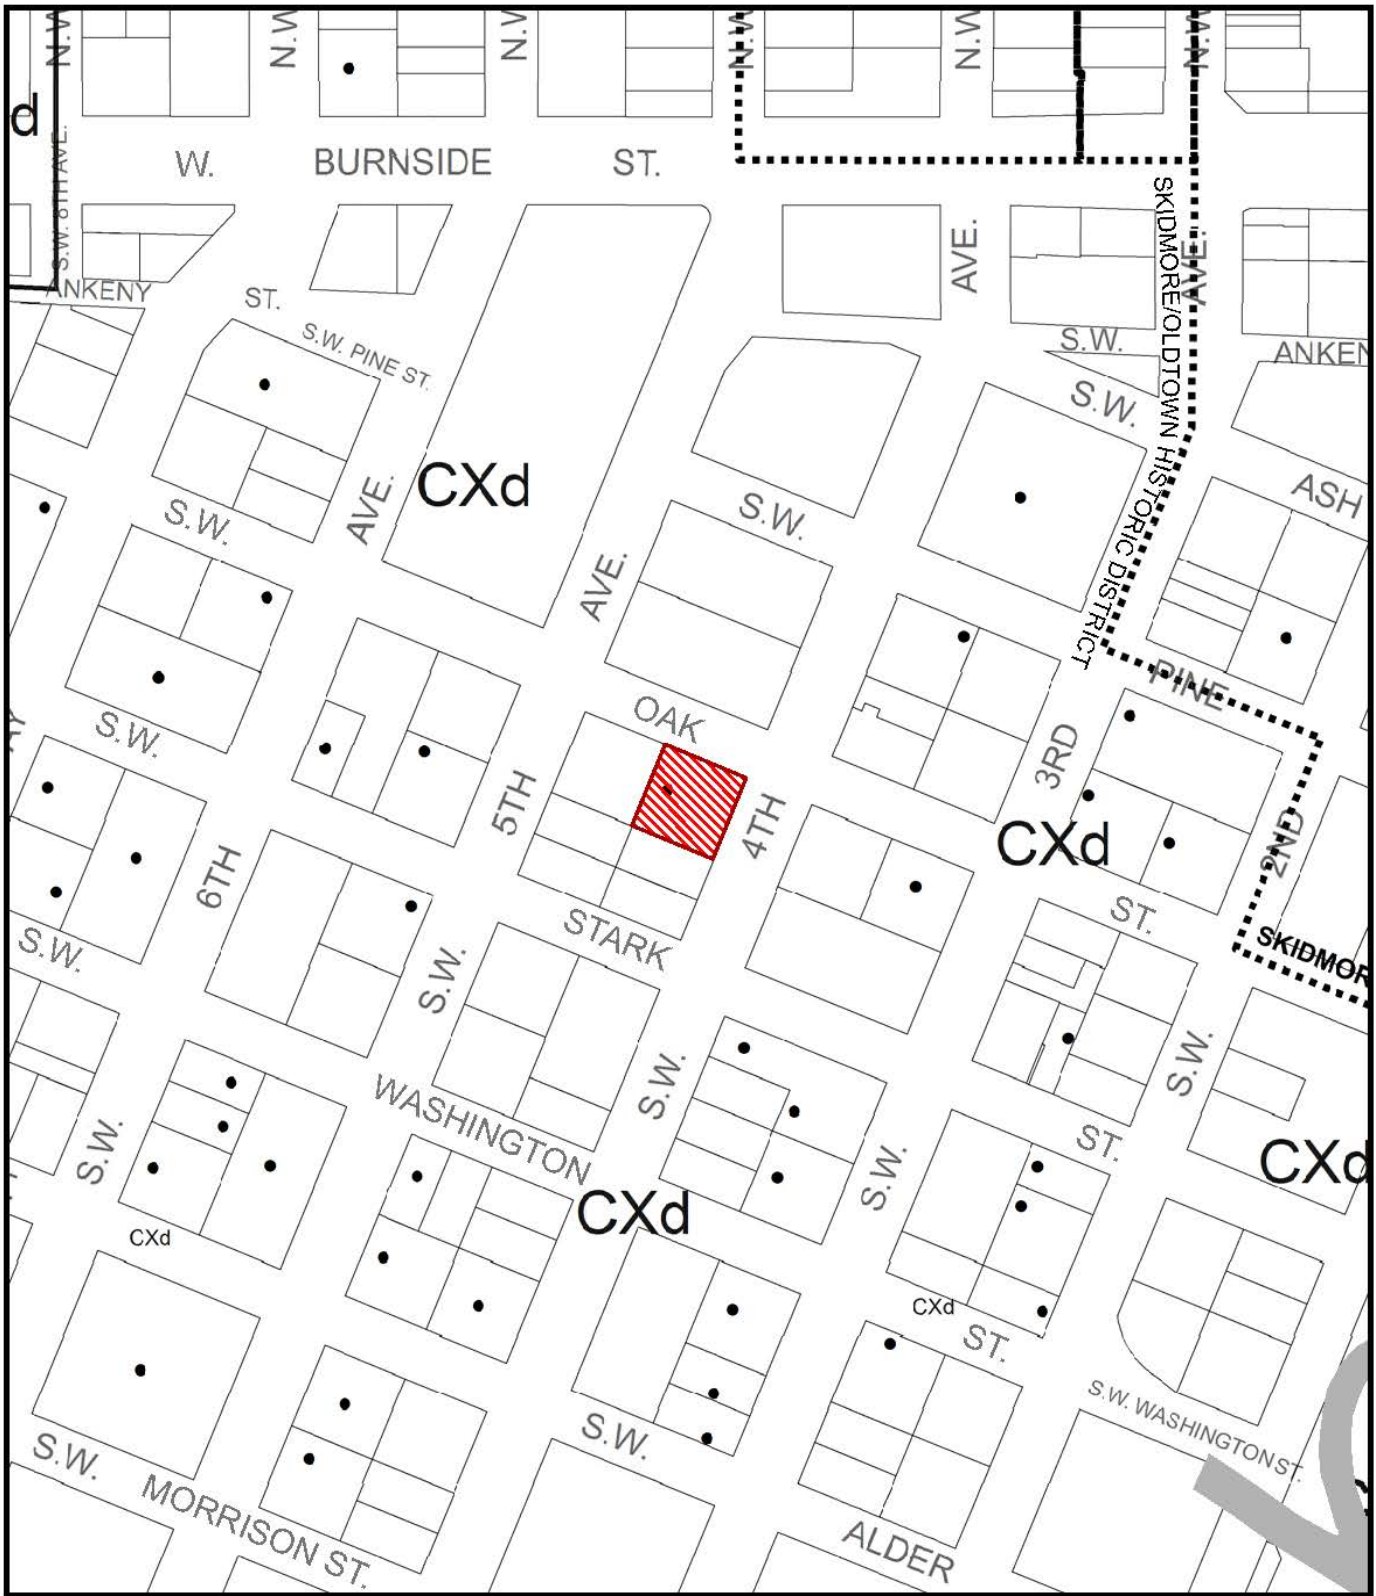 N.W
N.W
N.W
N.W
N.W
N.W
d
S.W. 8TH AVE.
W. BURNSIDE ST.
SKIDMORE/OLDTOWN HISTORIC DISTRICT
AVE.
AVE.
ANKENY
ST.
S.W. PINE ST.
S.W.
ANKEN
S.W.
CXd
AVE.
S.W.
S.W.
ASH
AVE.
PINE
OAK
S.W.
3RD
5TH
4TH
CXd
2ND
6TH
ST.
STARK
S.W.
SKIDMOR
S.W.
S.W.
S.W.
WASHINGTON
S.W.
ST.
S.W.
CXd
CXd
CXd
CXd
ST.
S.W. WASHINGTON ST.
S.W.
S.W.
MORRISON ST.
ALDER